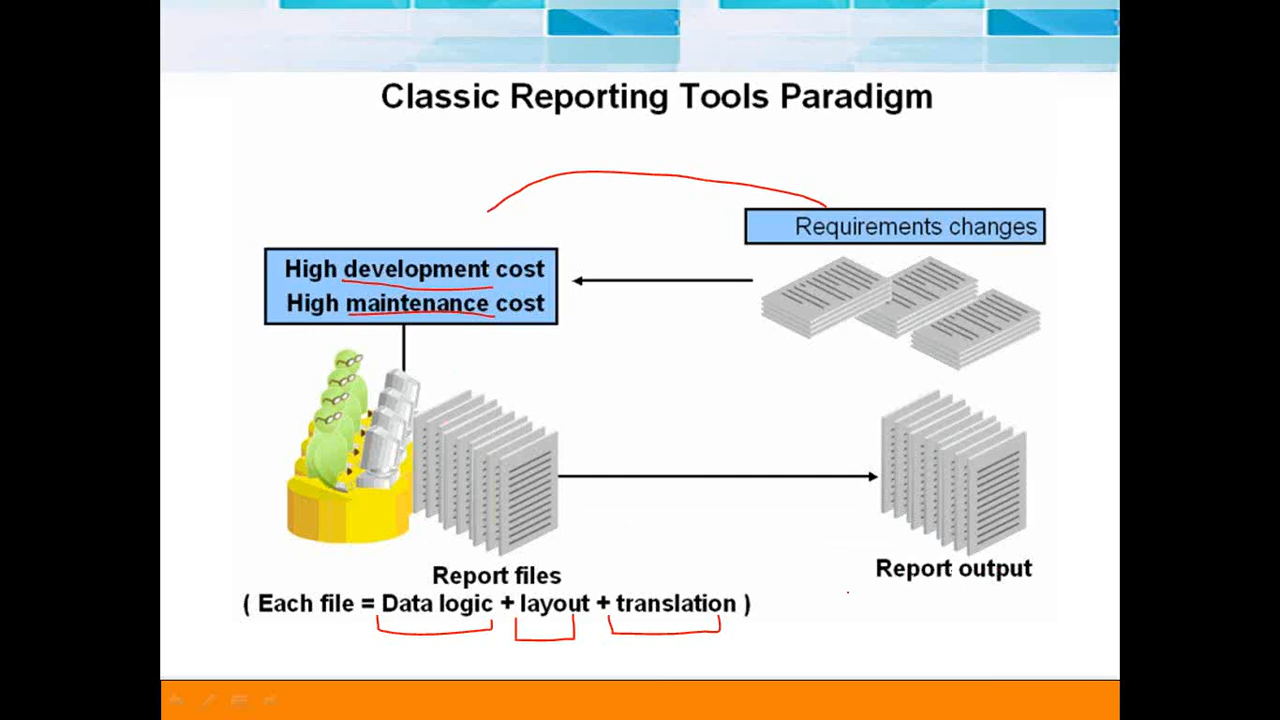 Classic Reporting Tools Paradigm
Requirements changes
High development cost
High maintenance cost
Report files
( Each file = Data logic + layout + translation )
Report output